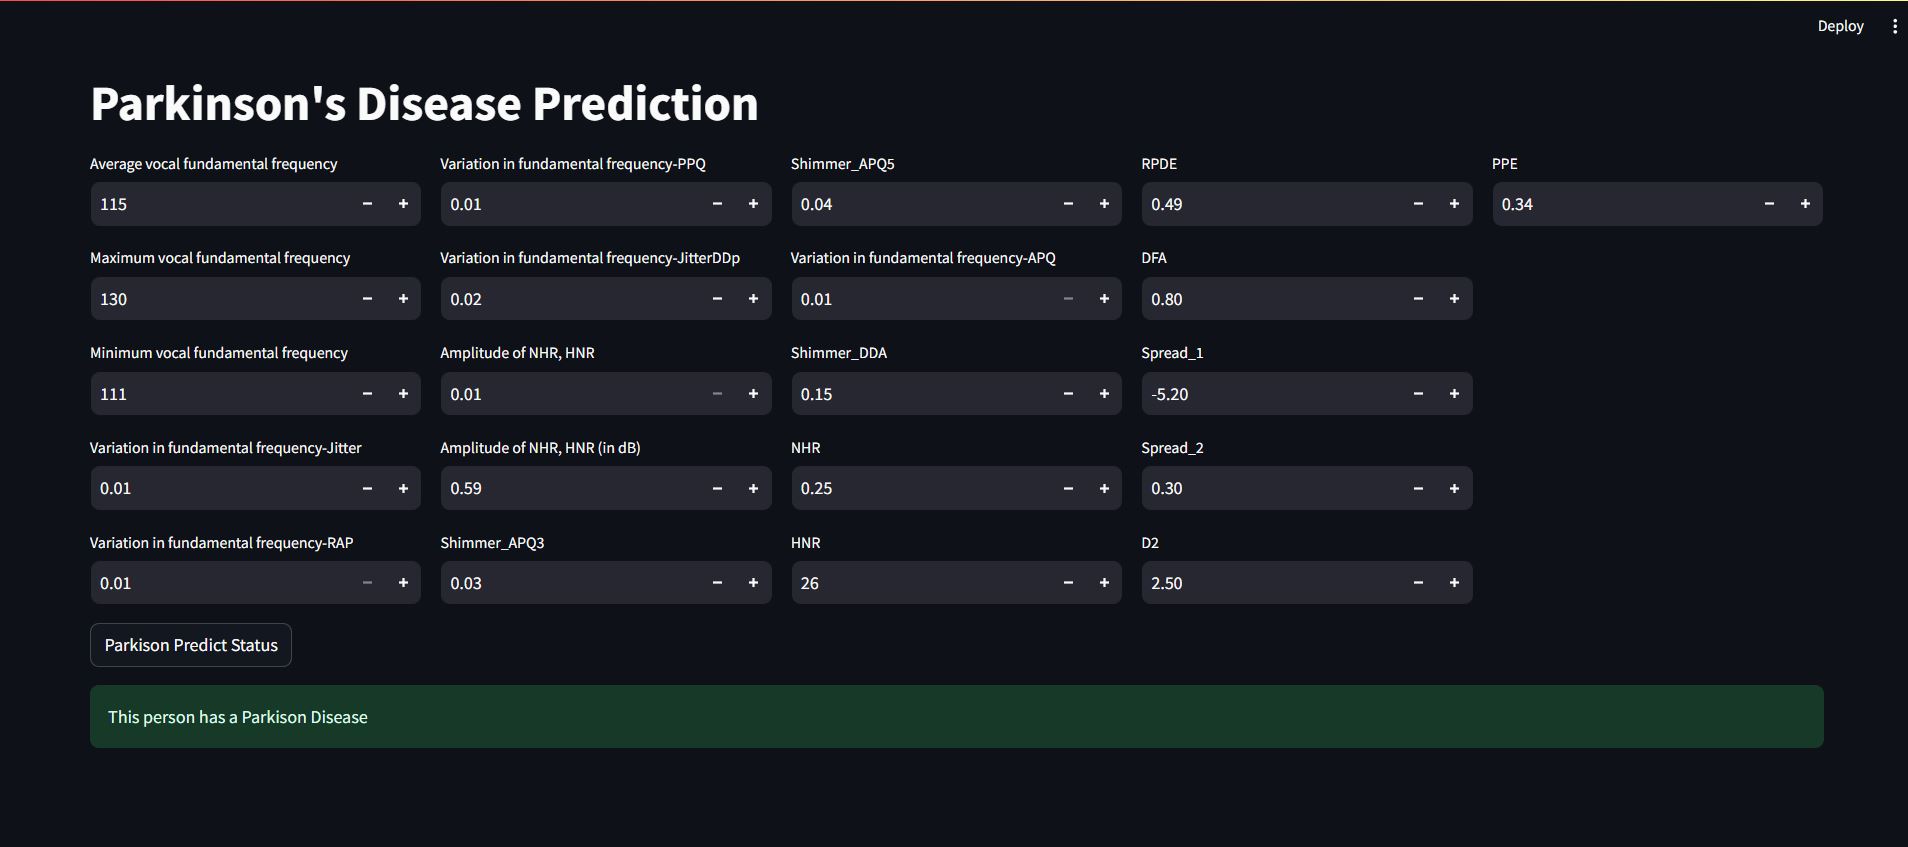 Deploy
Parkinson's Disease Prediction
Average vocal fundamental frequency
115
Maximum vocal fundamental frequency
130
Minimum vocal fundamental frequency
111
Variation in fundamental frequency-Jitter
0.01
Variation in fundamental frequency-RAP
0.01
Variation in fundamental frequency-PPQ
0.01
Variation in fundamental frequency-JitterDDp
0.02
Amplitude of NHR, HNR
0.01
Amplitude of NHR, HNR (in dB)
0.59
Shimmer_APQ3
0.03
Shimmer_APQ5
0.04
Variation in fundamental frequency-APQ
0.01
Shimmer_DDA
0.15
NHR
0.25
HNR
26
RPDE
0.49
DFA
0.80
Spread_1
-5.20
Spread_2
0.30
D2
2.50
PPE
0.34
Parkison Predict Status
This person has a Parkison Disease